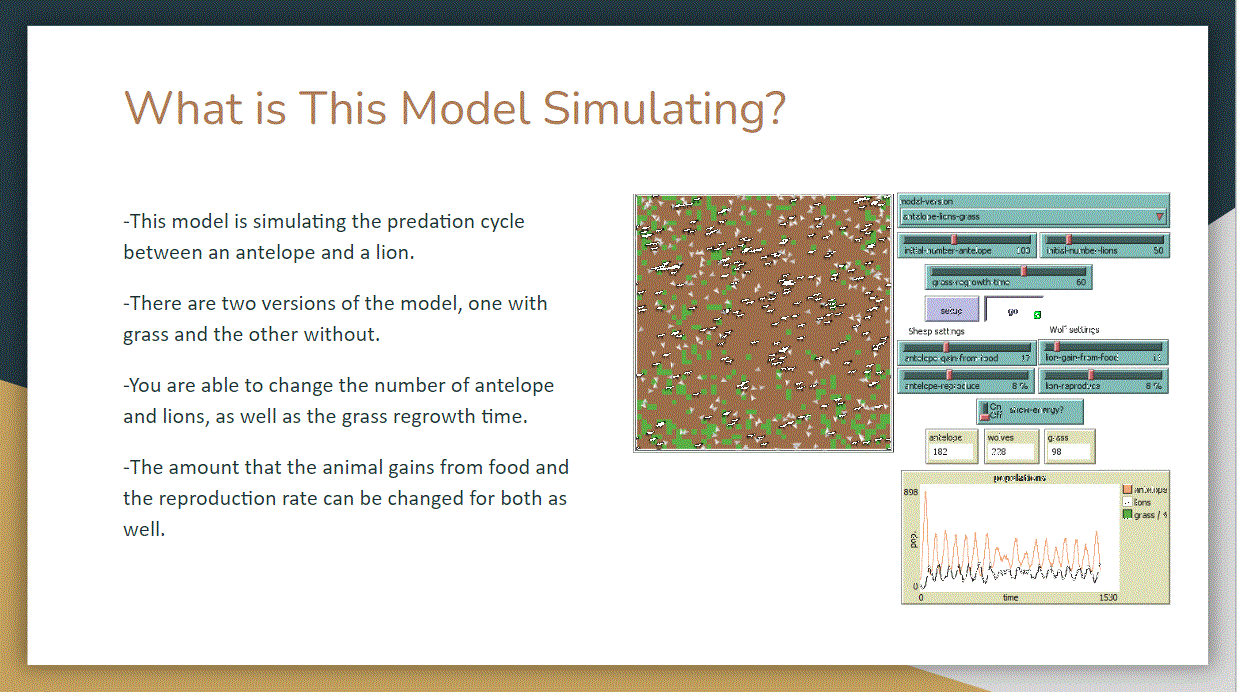 What is This Model Simulating?
-This model is simulating the predation cycle
between an antelope and a lion.
-There are two versions of the model, one with
grass and the other without.
-You are able to change the number of antelope
and lions, as well as the grass regrowth time.
-The amount that the animal gains from food and
the reproduction rate can be changed for both as
well.
model-version
antelope-lions-grass
initial-number-antelope 100
initial-number-lions 50
grass-regrowth-time 60
setup
go
Sheep settings
Wolf settings
antelope-gain-from-food
lion-gain-from-food
antelope-reproduce 8 %
lion-reproduce 8 %
On
Off
show-energy?
antelope
wolves
grass
182
228
98
populations
898
pop.
0
0
time
1530
antelope
lions
grass / 4